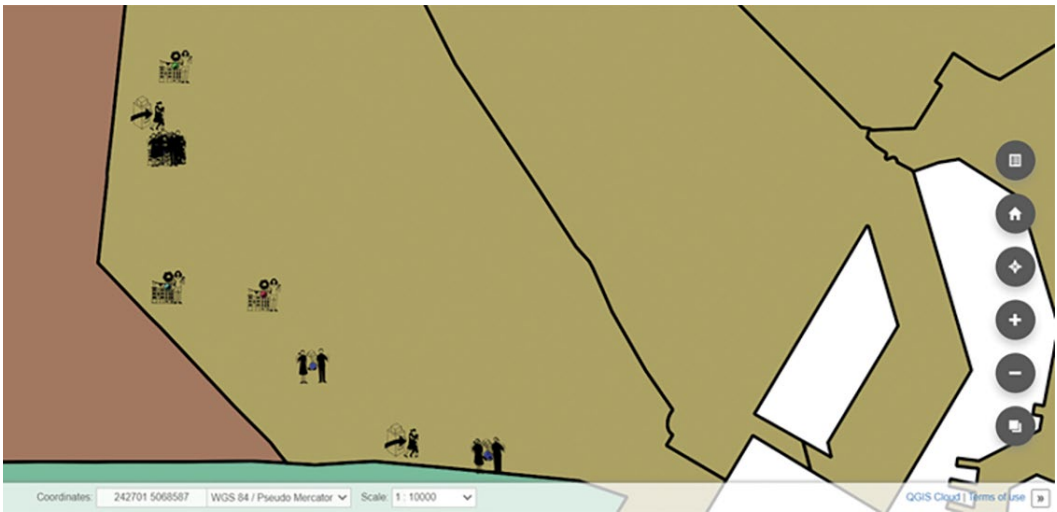 Coordinates: 242701 5068587 WGS 84 / Pseudo Mercator Scale: 1 : 10000 QGIS Cloud | Terms of use »